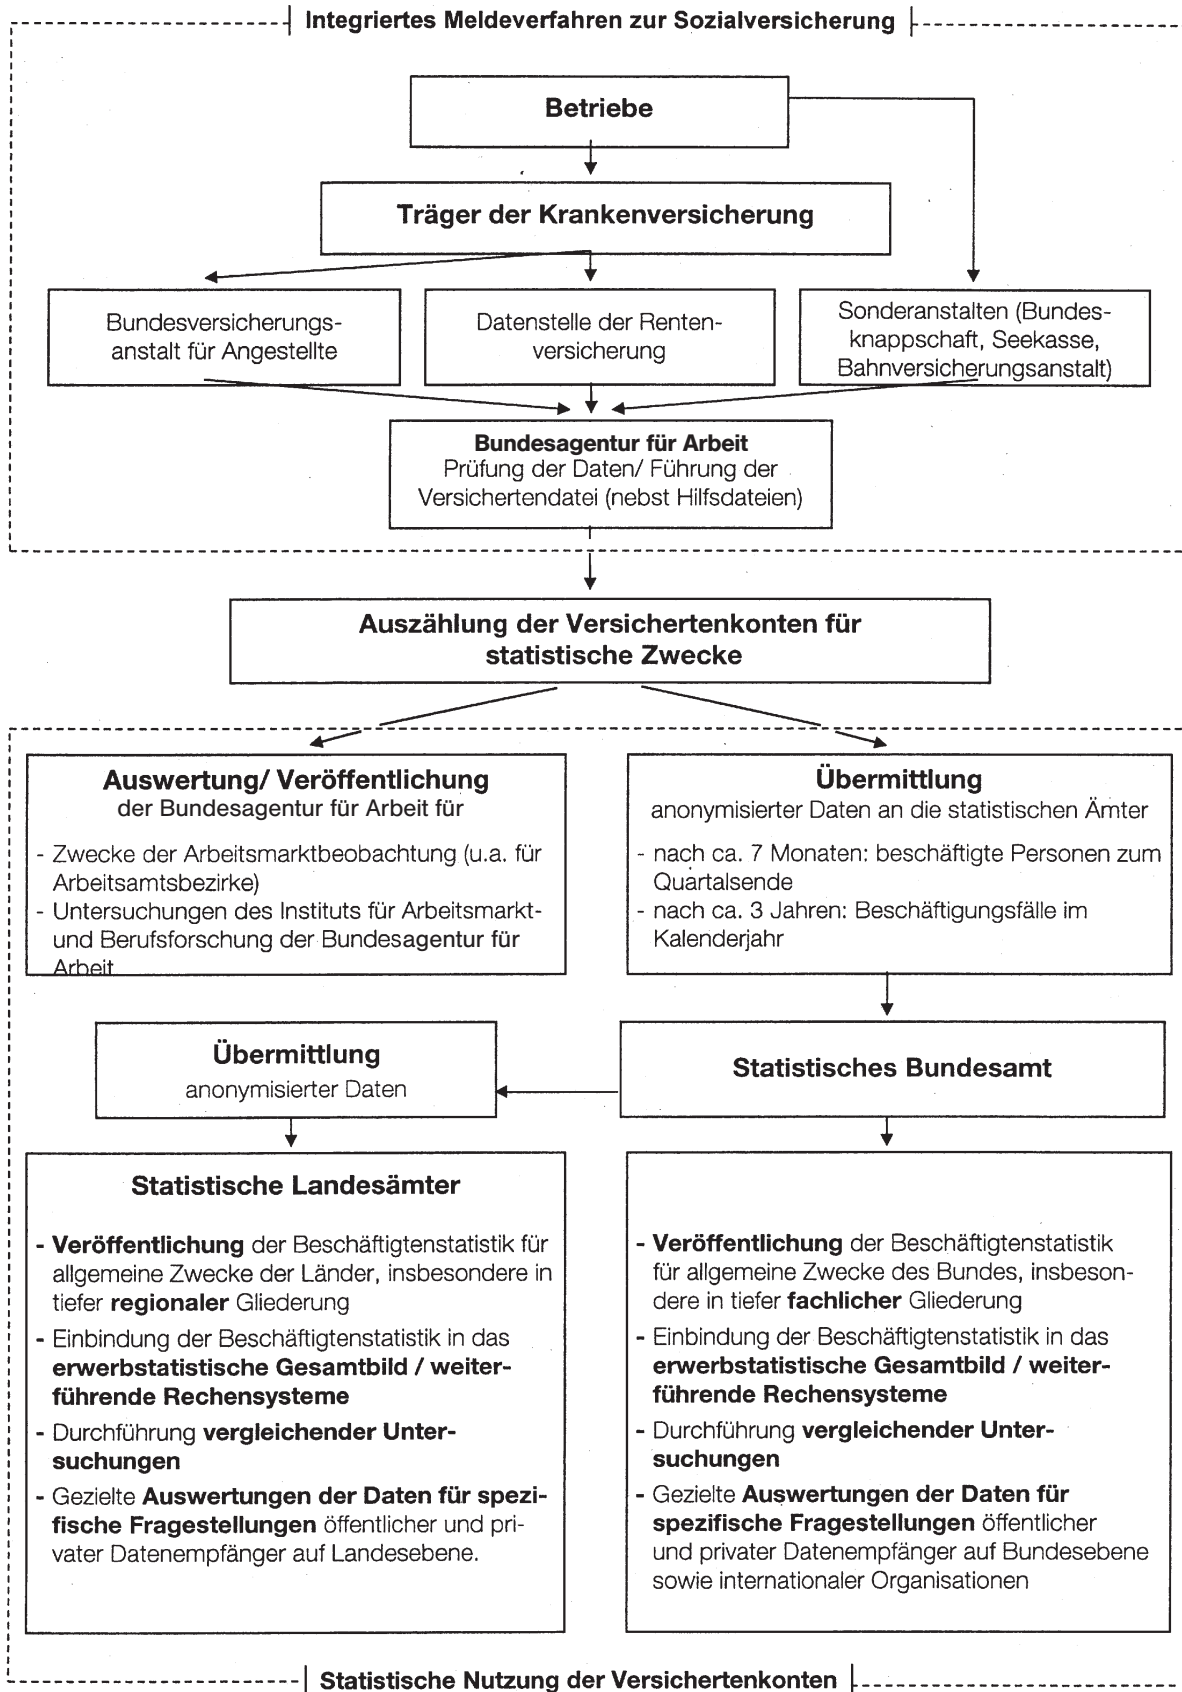 Integriertes Meldeverfahren zur Sozialversicherung
Betriebe
Träger der Krankenversicherung
Bundesversicherungs-
anstalt für Angestellte
Datenstelle der Renten-
versicherung
Sonderanstalten (Bundes-
knappschaft, Seekasse,
Bahnversicherungsanstalt)
Bundesagentur für Arbeit
Prüfung der Daten/ Führung der
Versichertendatei (nebst Hilfsdateien)
Auszählung der Versichertenkonten für
statistische Zwecke
Auswertung/ Veröffentlichung
der Bundesagentur für Arbeit für
- Zwecke der Arbeitsmarktbeobachtung (u.a. für
Arbeitsamtsbezirke)
- Untersuchungen des Instituts für Arbeitsmarkt-
und Berufsforschung der Bundesagentur für
Arbeit
Übermittlung
anonymisierter Daten an die statistischen Ämter
- nach ca. 7 Monaten: beschäftigte Personen zum
Quartalsende
- nach ca. 3 Jahren: Beschäftigungsfälle im
Kalenderjahr
Übermittlung
anonymisierter Daten
Statistisches Bundesamt
Statistische Landesämter
- Veröffentlichung der Beschäftigtenstatistik für
allgemeine Zwecke der Länder, insbesondere in
tiefer regionaler Gliederung
- Einbindung der Beschäftigtenstatistik in das
erwerbstatistische Gesamtbild / weiter-
führende Rechensysteme
- Durchführung vergleichender Unter-
suchungen
- Gezielte Auswertungen der Daten für spezi-
fische Fragestellungen öffentlicher und pri-
vater Datenempfänger auf Landesebene.
- Veröffentlichung der Beschäftigtenstatistik
für allgemeine Zwecke des Bundes, insbeson-
dere in tiefer fachlicher Gliederung
- Einbindung der Beschäftigtenstatistik in das
erwerbstatistische Gesamtbild / weiter-
führende Rechensysteme
- Durchführung vergleichender Unter-
suchungen
- Gezielte Auswertungen der Daten für
spezifische Fragestellungen öffentlicher
und privater Datenempfänger auf Bundesebene
sowie internationaler Organisationen
Statistische Nutzung der Versichertenkonten